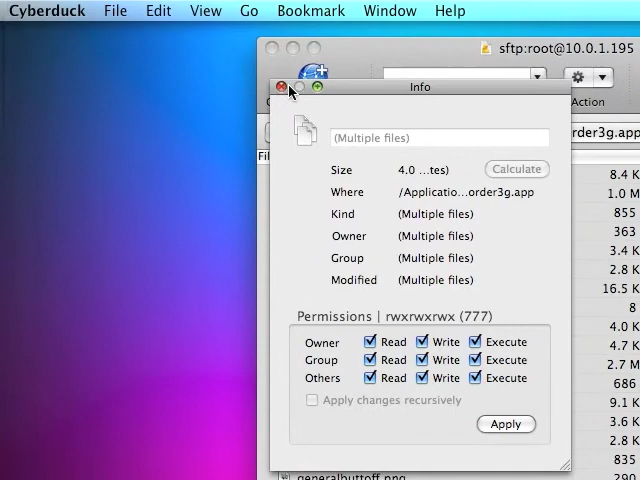 Cyberduck File Edit View Go Bookmark Window Help
sftp:root@10.0.1.195
Info
Action
(Multiple files)
order3g.app
Fil
Size 4.0 ...tes) Calculate
8.4 K
Where /Applicatio...order3g.app
1.0 M
Kind (Multiple files)
855
363
Owner (Multiple files)
3.4 K
Group (Multiple files)
2.8 K
Modified (Multiple files)
16.5 K
8
Permissions | rwxrwxrwx (777)
4.0 K
Owner Read Write Execute
4.7 K
Group Read Write Execute
2.7 M
Others Read Write Execute
686
Apply changes recursively
9.1 K
Apply
3.6 K
2.8 K
835
generalbuttoff.png 290